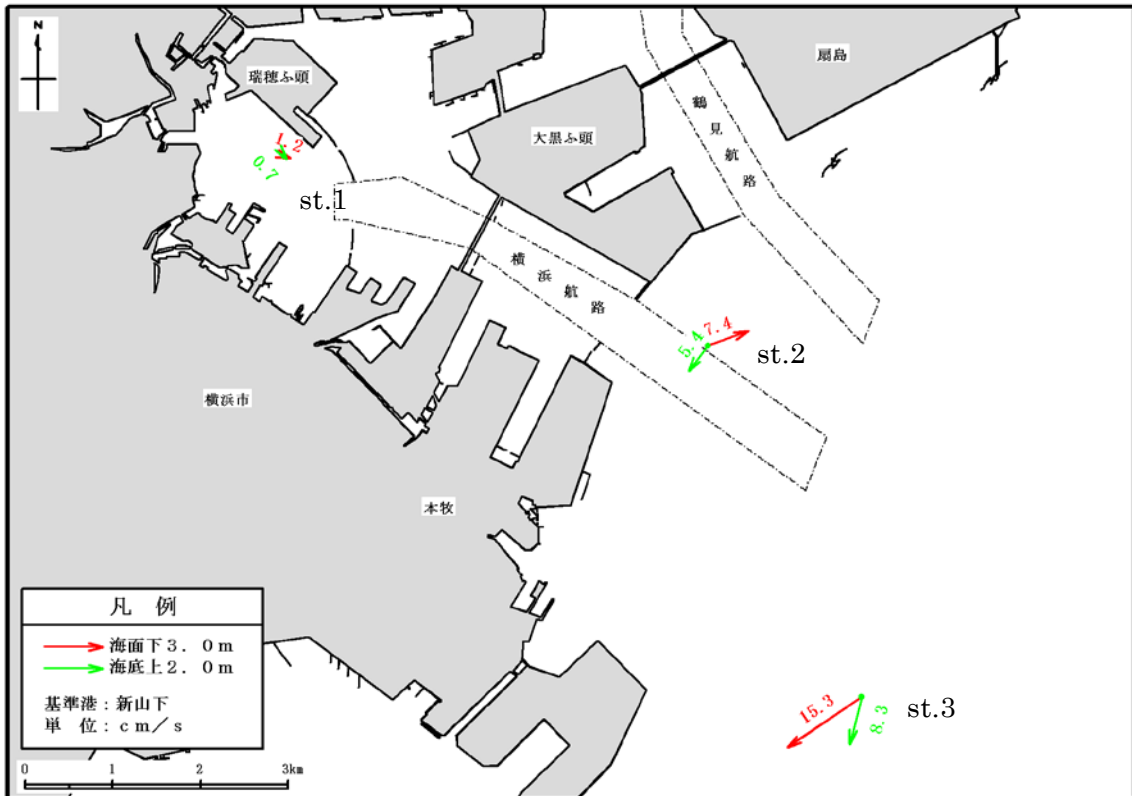 N
瑞穂ふ頭
扇島
鶴見航路
大黒ふ頭
1.2
0.7
st.1
横浜航路
7.4
5.4
st.2
横浜市
本牧
15.3
8.3
st.3
凡 例
海面下3.0m
海底上2.0m
基準港:新山下
単 位:cm/s
0 1 2 3km